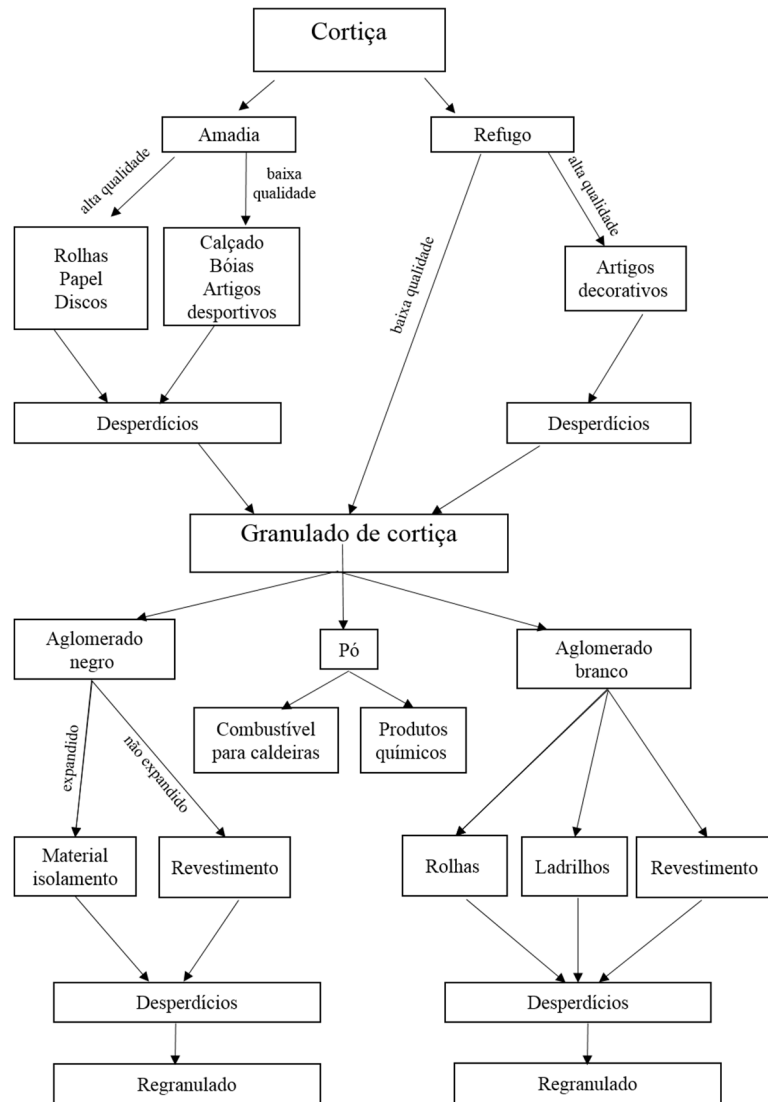 Cortiça
Amadia
Refugo
alta qualidade
baixa
qualidade
baixa qualidade
alta qualidade
Rolhas
Papel
Discos
Calçado
Bóias
Artigos
desportivos
Artigos
decorativos
Desperdícios
Desperdícios
Granulado de cortiça
Aglomerado
negro
Pó
Aglomerado
branco
Combustível
para caldeiras
Produtos
químicos
expandido
não expandido
Material
isolamento
Revestimento
Rolhas
Ladrilhos
Revestimento
Desperdícios
Desperdícios
Regranulado
Regranulado